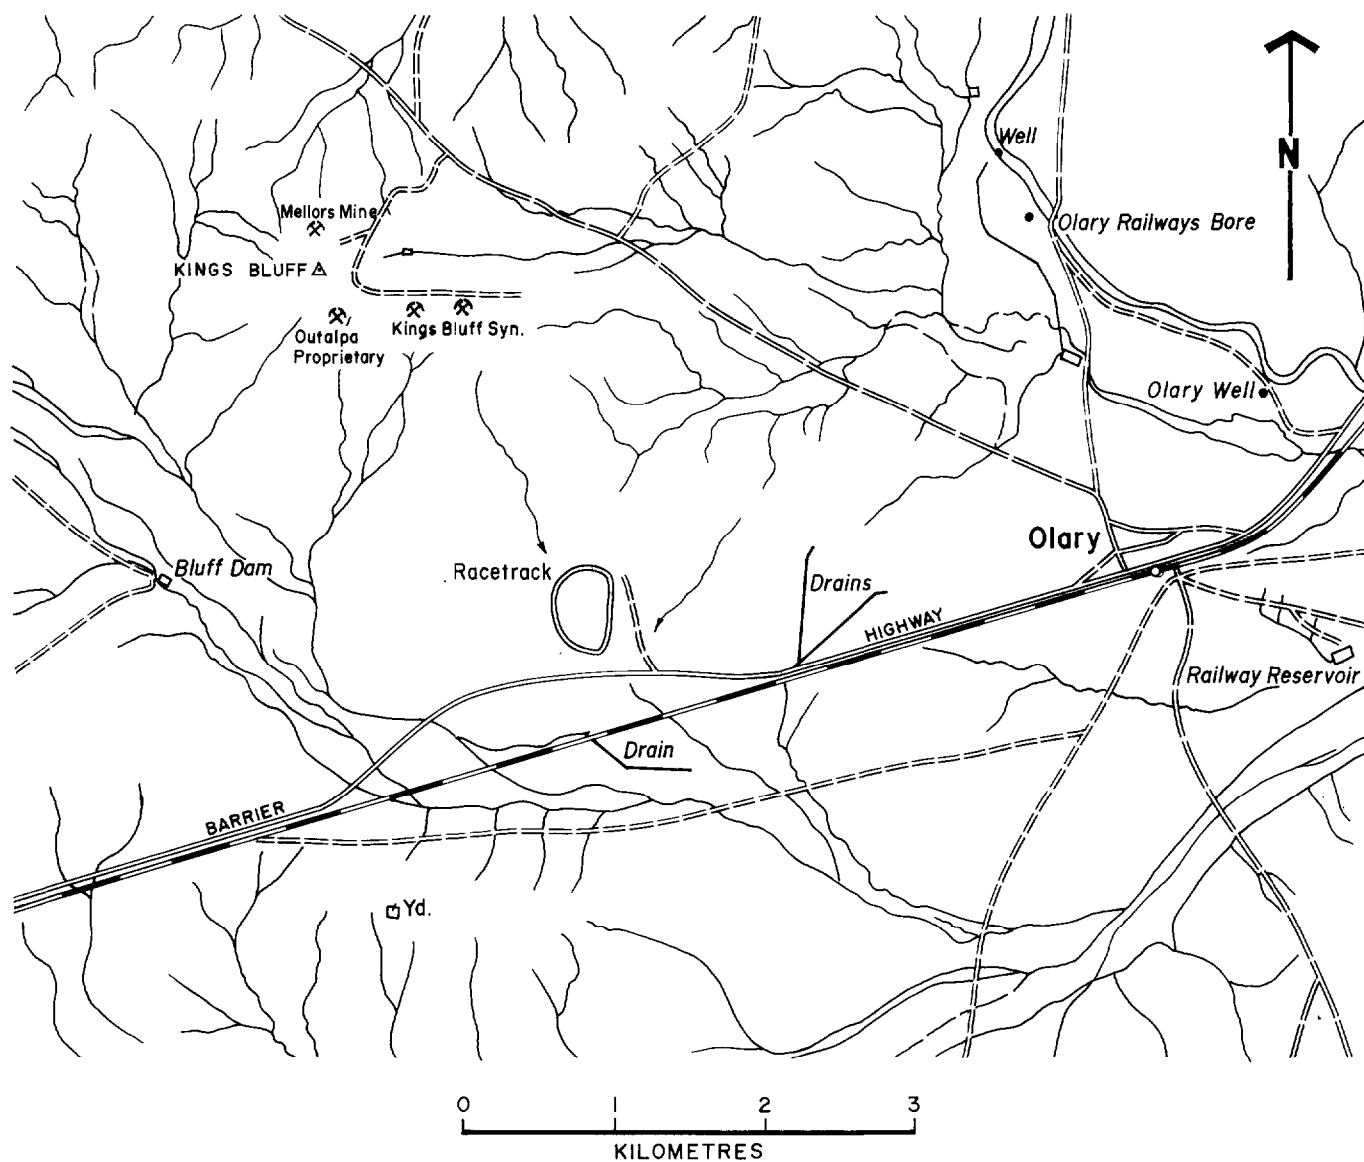 N
Well
Mellors Mine
Olary Railways Bore
KINGS BLUFF
Kings Bluff Syn.
Outalpa
Proprietary
Olary Well
Olary
Bluff Dam
Racetrack
Drains
HIGHWAY
Railway Reservoir
Drain
BARRIER
Yd.
0 1 2 3
KILOMETRES